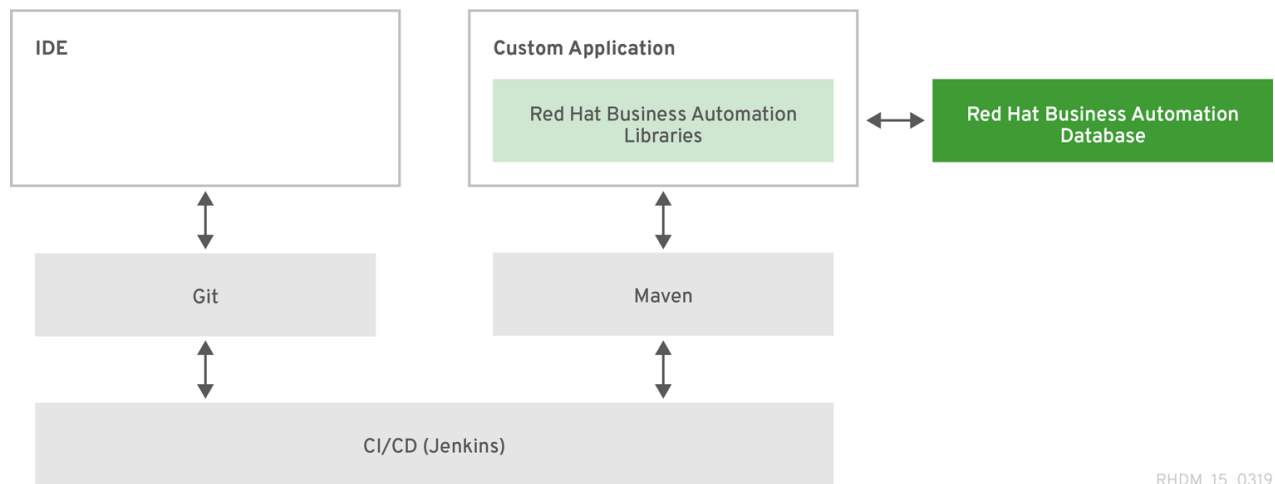 IDE
Custom Application
Red Hat Business Automation
Libraries
Red Hat Business Automation
Database
Git
Maven
CI/CD (Jenkins)
RHDM_15_0319